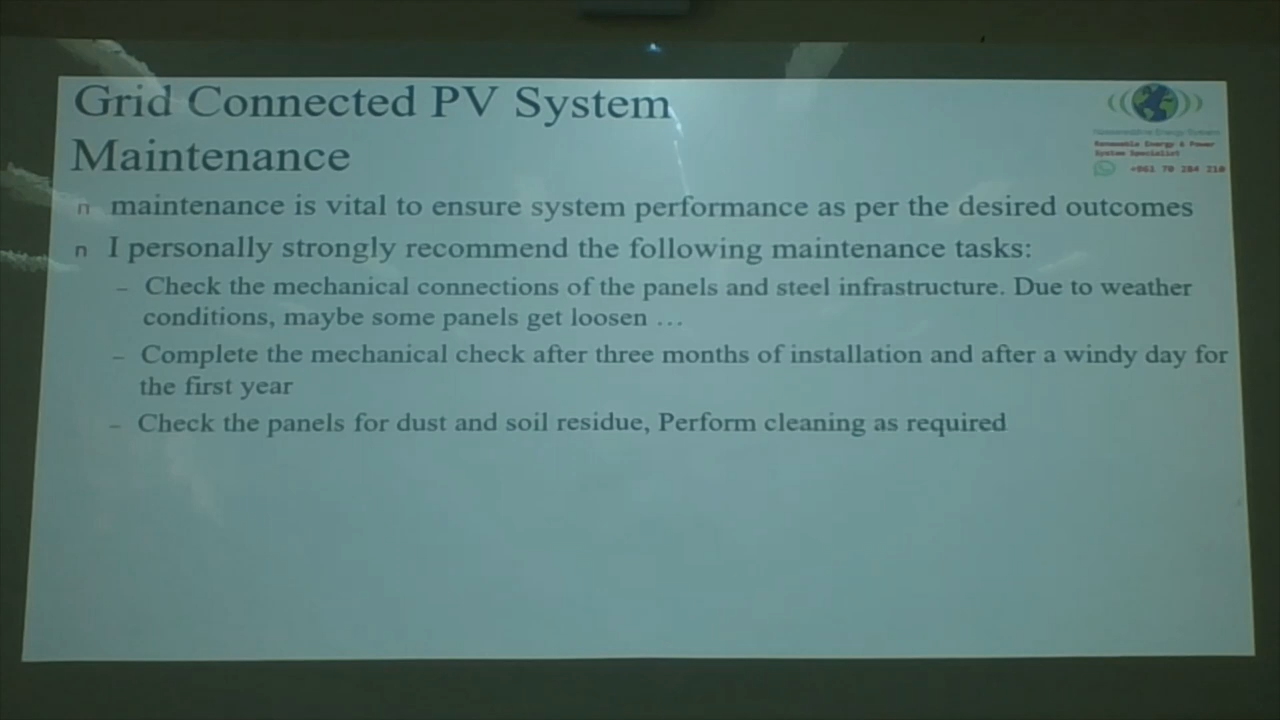 Grid Connected PV System
Maintenance
n maintenance is vital to ensure system performance as per the desired outcomes
n I personally strongly recommend the following maintenance tasks:
– Check the mechanical connections of the panels and steel infrastructure. Due to weather
conditions, maybe some panels get loosen ...
– Complete the mechanical check after three months of installation and after a windy day for
the first year
– Check the panels for dust and soil residue, Perform cleaning as required
Renewable Energy & Power
System Specialist
+961 70 284 210